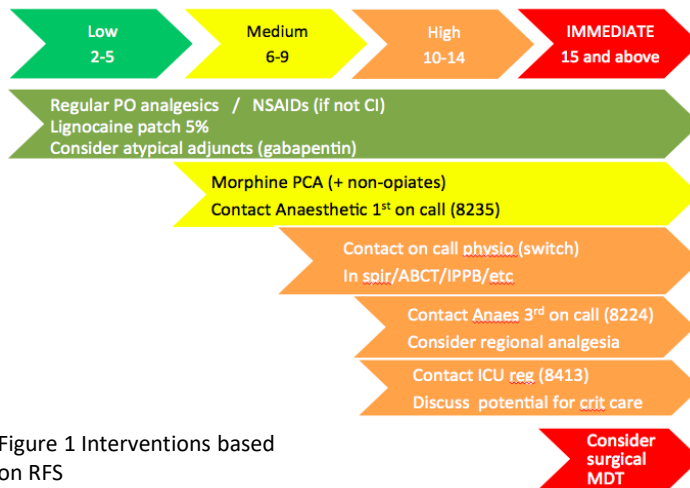 Low
2-5
Medium
6-9
High
10-14
IMMEDIATE
15 and above
Regular PO analgesics / NSAIDs (if not CI)
Lignocaine patch 5%
Consider atypical adjuncts (gabapentin)
Morphine PCA (+ non-opiates)
Contact Anaesthetic 1st on call (8235)
Contact on call physio (switch)
In spir/ABCT/IPPB/etc
Contact Anaes 3rd on call (8224)
Consider regional analgesia
Contact ICU reg (8413)
Discuss potential for crit care
Consider
surgical
MDT
Figure 1 Interventions based
on RFS